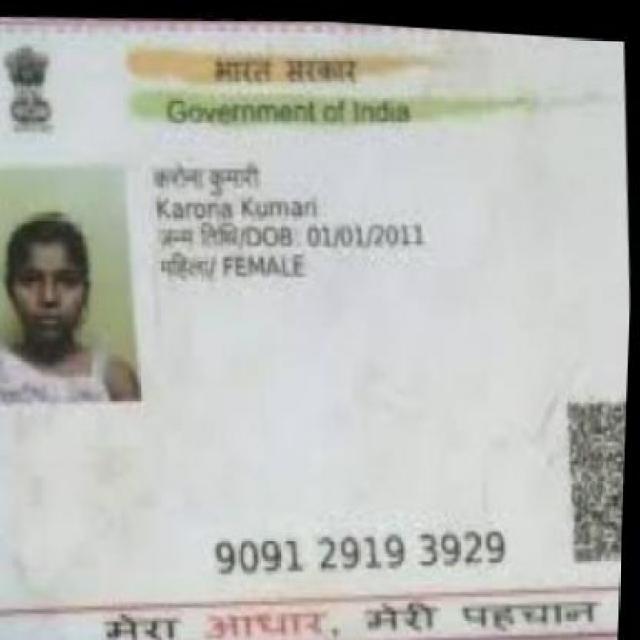 भारत सरकार
Government of India
करोना कुमारी
Karona Kumari
जन्म तिथि/DOB: 01/01/2011
महिला/ FEMALE
9091 2919 3929
मेरा आधार, मेरी पहचान